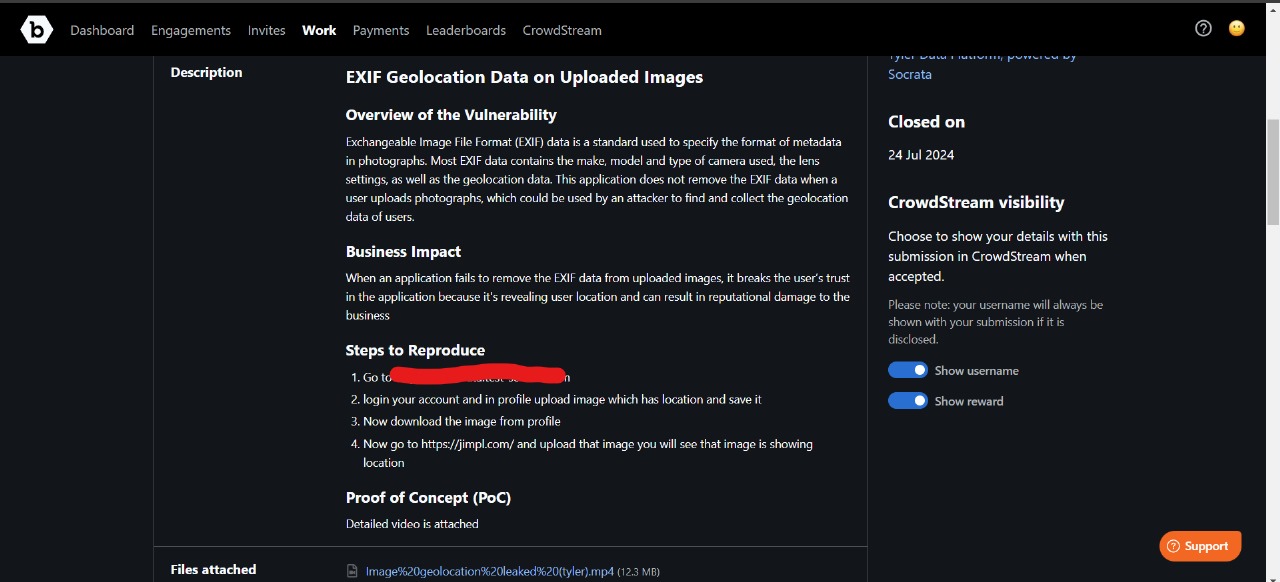 b Dashboard Engagements Invites Work Payments Leaderboards CrowdStream
Description
EXIF Geolocation Data on Uploaded Images
Overview of the Vulnerability
Exchangeable Image File Format (EXIF) data is a standard used to specify the format of metadata
in photographs. Most EXIF data contains the make, model and type of camera used, the lens
settings, as well as the geolocation data. This application does not remove the EXIF data when a
user uploads photographs, which could be used by an attacker to find and collect the geolocation
data of users.
Business Impact
When an application fails to remove the EXIF data from uploaded images, it breaks the user's trust
in the application because it's revealing user location and can result in reputational damage to the
business
Steps to Reproduce
1. Go to
2. login your account and in profile upload image which has location and save it
3. Now download the image from profile
4. Now go to https://jimpl.com/ and upload that image you will see that image is showing
location
Proof of Concept (PoC)
Detailed video is attached
Files attached
Image%20geolocation%20leaked%20(tyler).mp4 (12.3 MB)
Tyler Data Platform, powered by
Socrata
Closed on
24 Jul 2024
CrowdStream visibility
Choose to show your details with this
submission in CrowdStream when
accepted.
Please note: your username will always be
shown with your submission if it is
disclosed.
Show username
Show reward
? Support